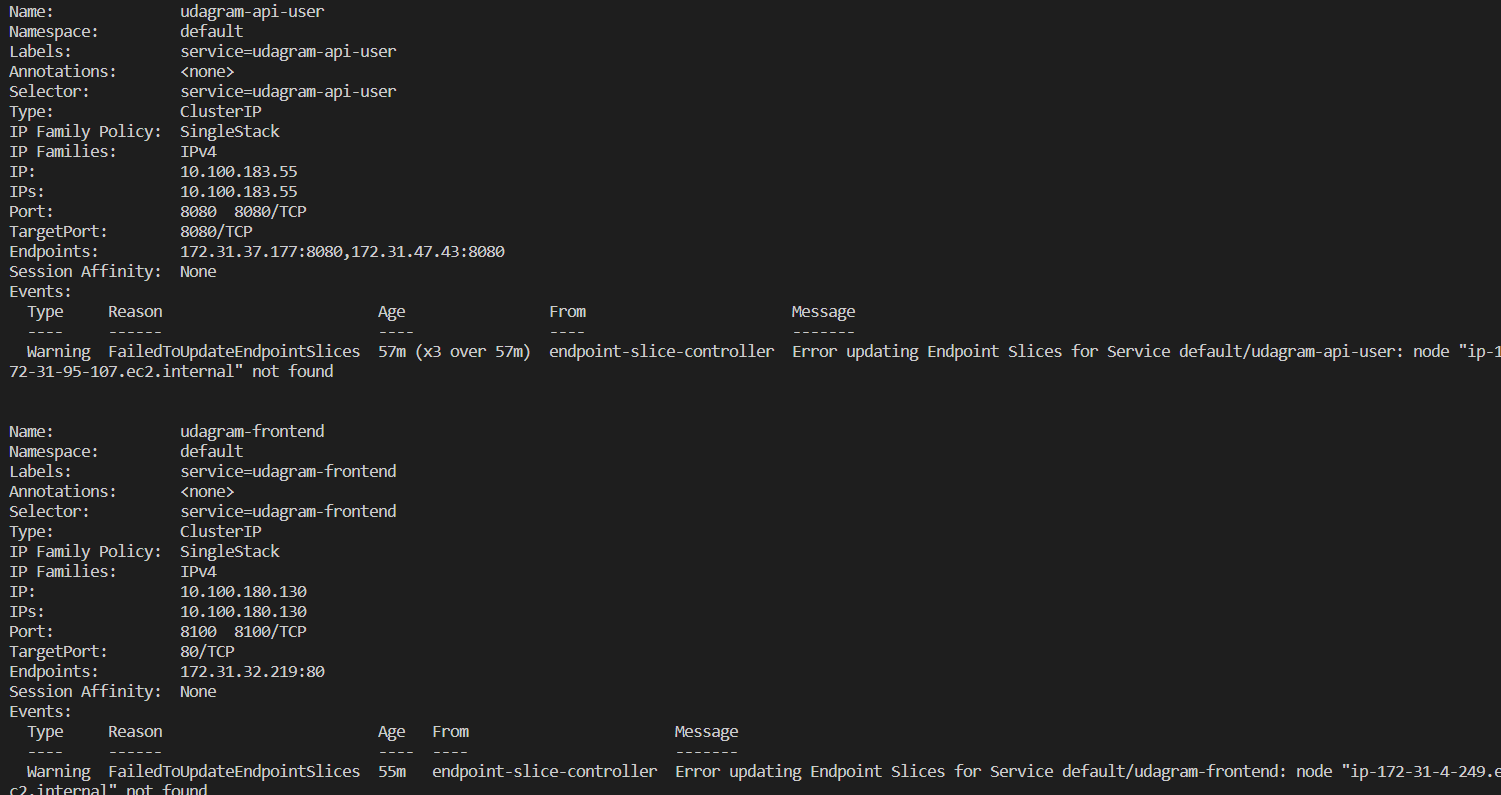 Name:              udagram-api-user
Namespace:         default
Labels:            service=udagram-api-user
Annotations:       <none>
Selector:          service=udagram-api-user
Type:              ClusterIP
IP Family Policy:  SingleStack
IP Families:       IPv4
IP:                10.100.183.55
IPs:               10.100.183.55
Port:              8080  8080/TCP
TargetPort:        8080/TCP
Endpoints:         172.31.37.177:8080,172.31.47.43:8080
Session Affinity:  None
Events:
  Type     Reason                        Age                From                       Message
  ----     ------                        ----               ----                       -------
  Warning  FailedToUpdateEndpointSlices  57m (x3 over 57m)  endpoint-slice-controller  Error updating Endpoint Slices for Service default/udagram-api-user: node "ip-1
72-31-95-107.ec2.internal" not found
Name:              udagram-frontend
Namespace:         default
Labels:            service=udagram-frontend
Annotations:       <none>
Selector:          service=udagram-frontend
Type:              ClusterIP
IP Family Policy:  SingleStack
IP Families:       IPv4
IP:                10.100.180.130
IPs:               10.100.180.130
Port:              8100  8100/TCP
TargetPort:        80/TCP
Endpoints:         172.31.32.219:80
Session Affinity:  None
Events:
  Type     Reason                        Age   From                       Message
  ----     ------                        ----  ----                       -------
  Warning  FailedToUpdateEndpointSlices  55m   endpoint-slice-controller  Error updating Endpoint Slices for Service default/udagram-frontend: node "ip-172-31-4-249.e
c2.internal" not found